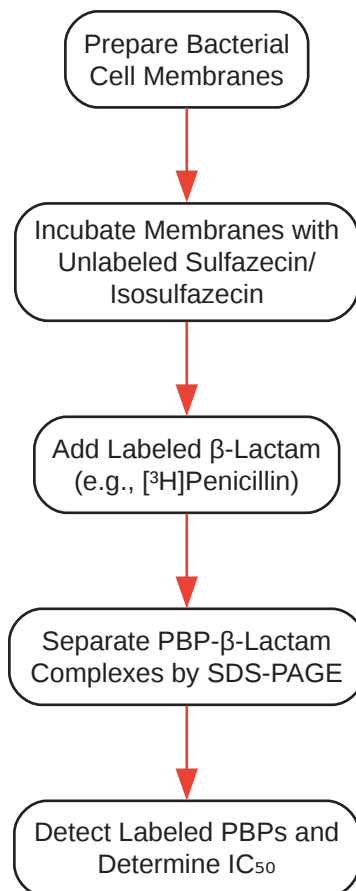 Prepare Bacterial
Cell Membranes
Incubate Membranes with
Unlabeled Sulfazecin/
Isosulfazecin
Add Labeled β-Lactam
(e.g., [³H]Penicillin)
Separate PBP-β-Lactam
Complexes by SDS-PAGE
Detect Labeled PBPs and
Determine IC₅₀